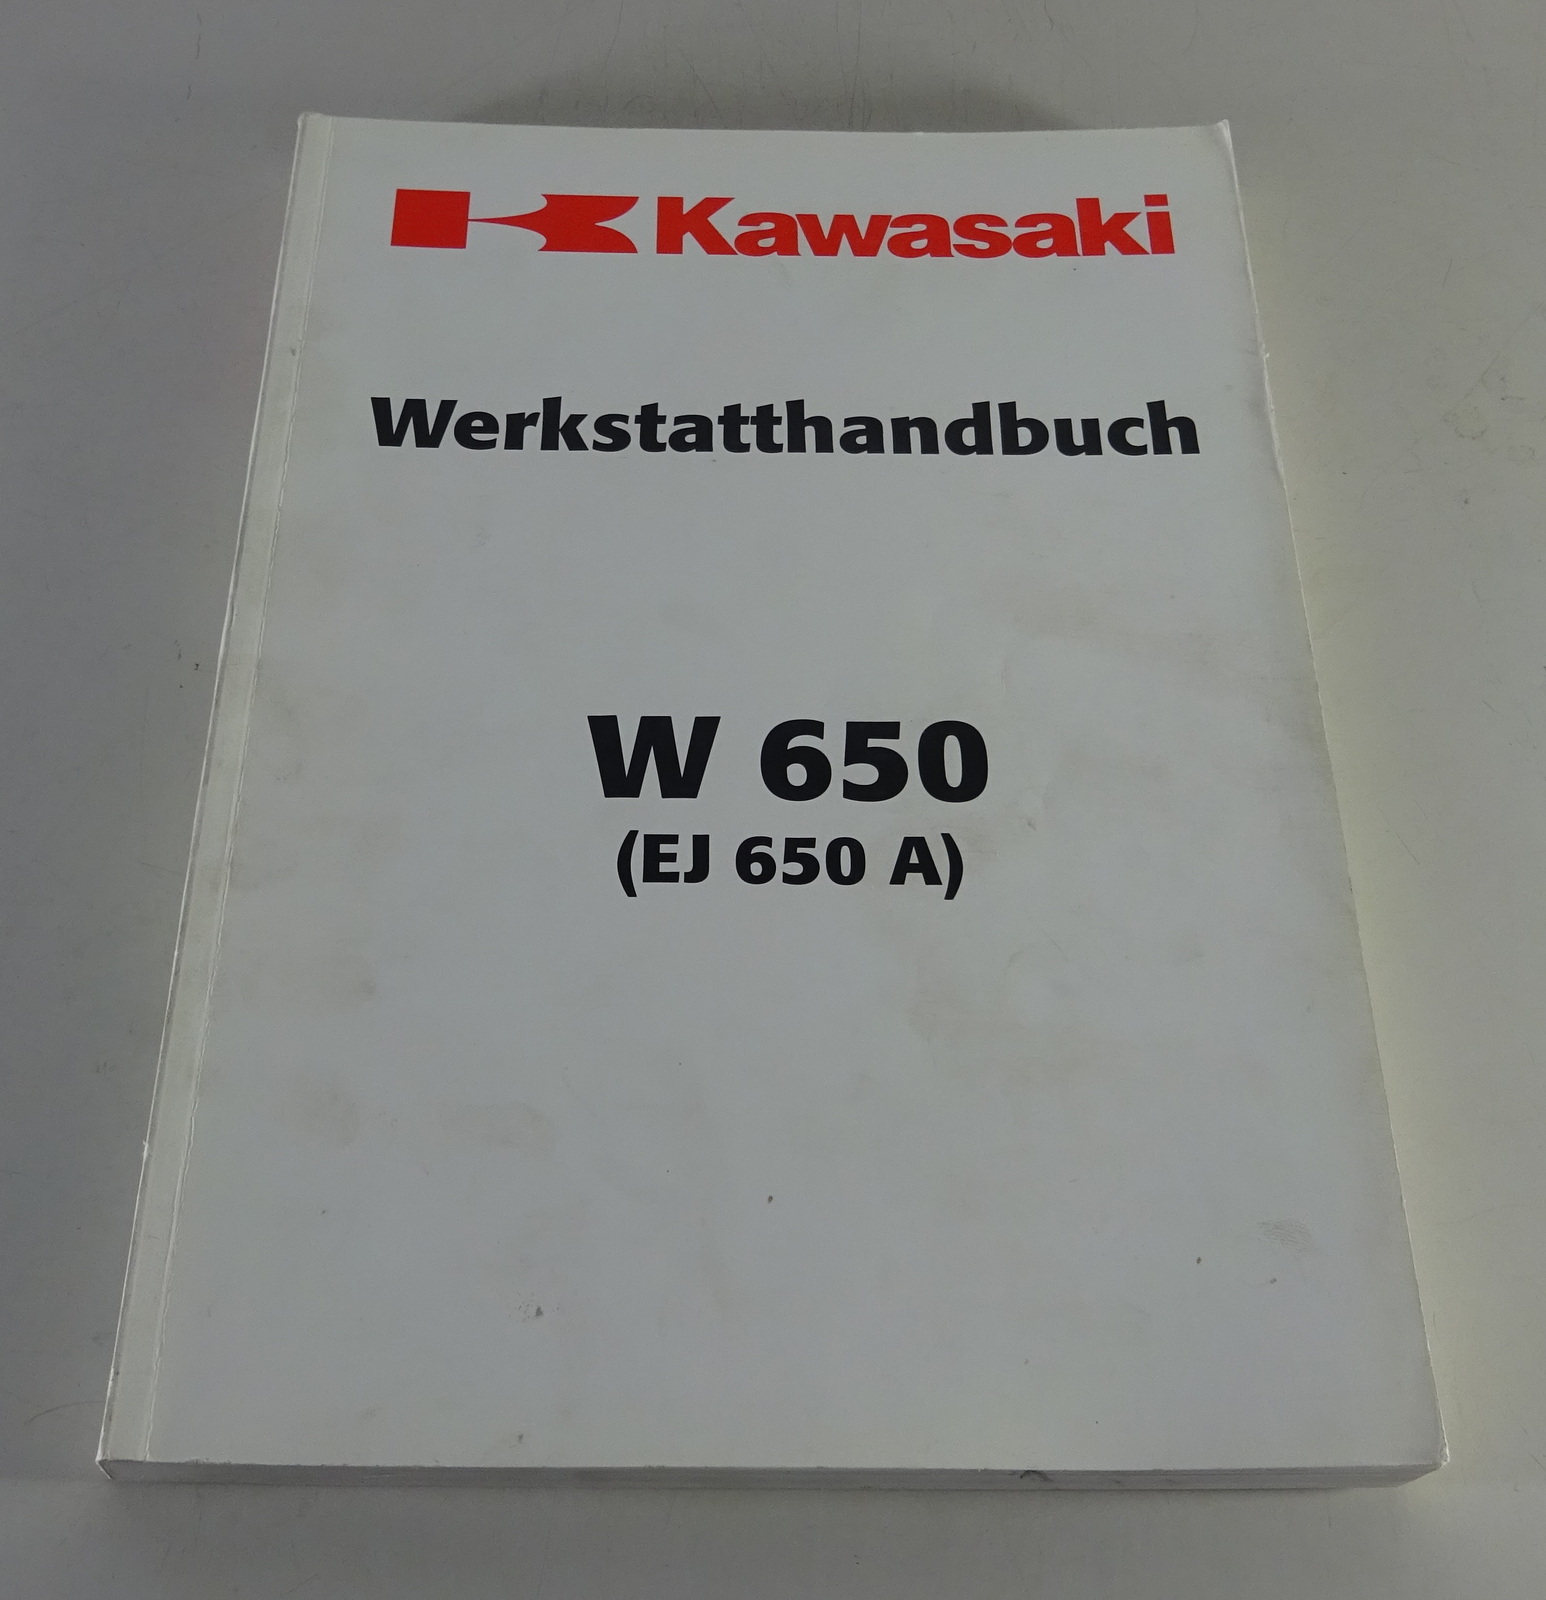 Kawasaki
Werkstatthandbuch
W 650
(EJ 650 A)